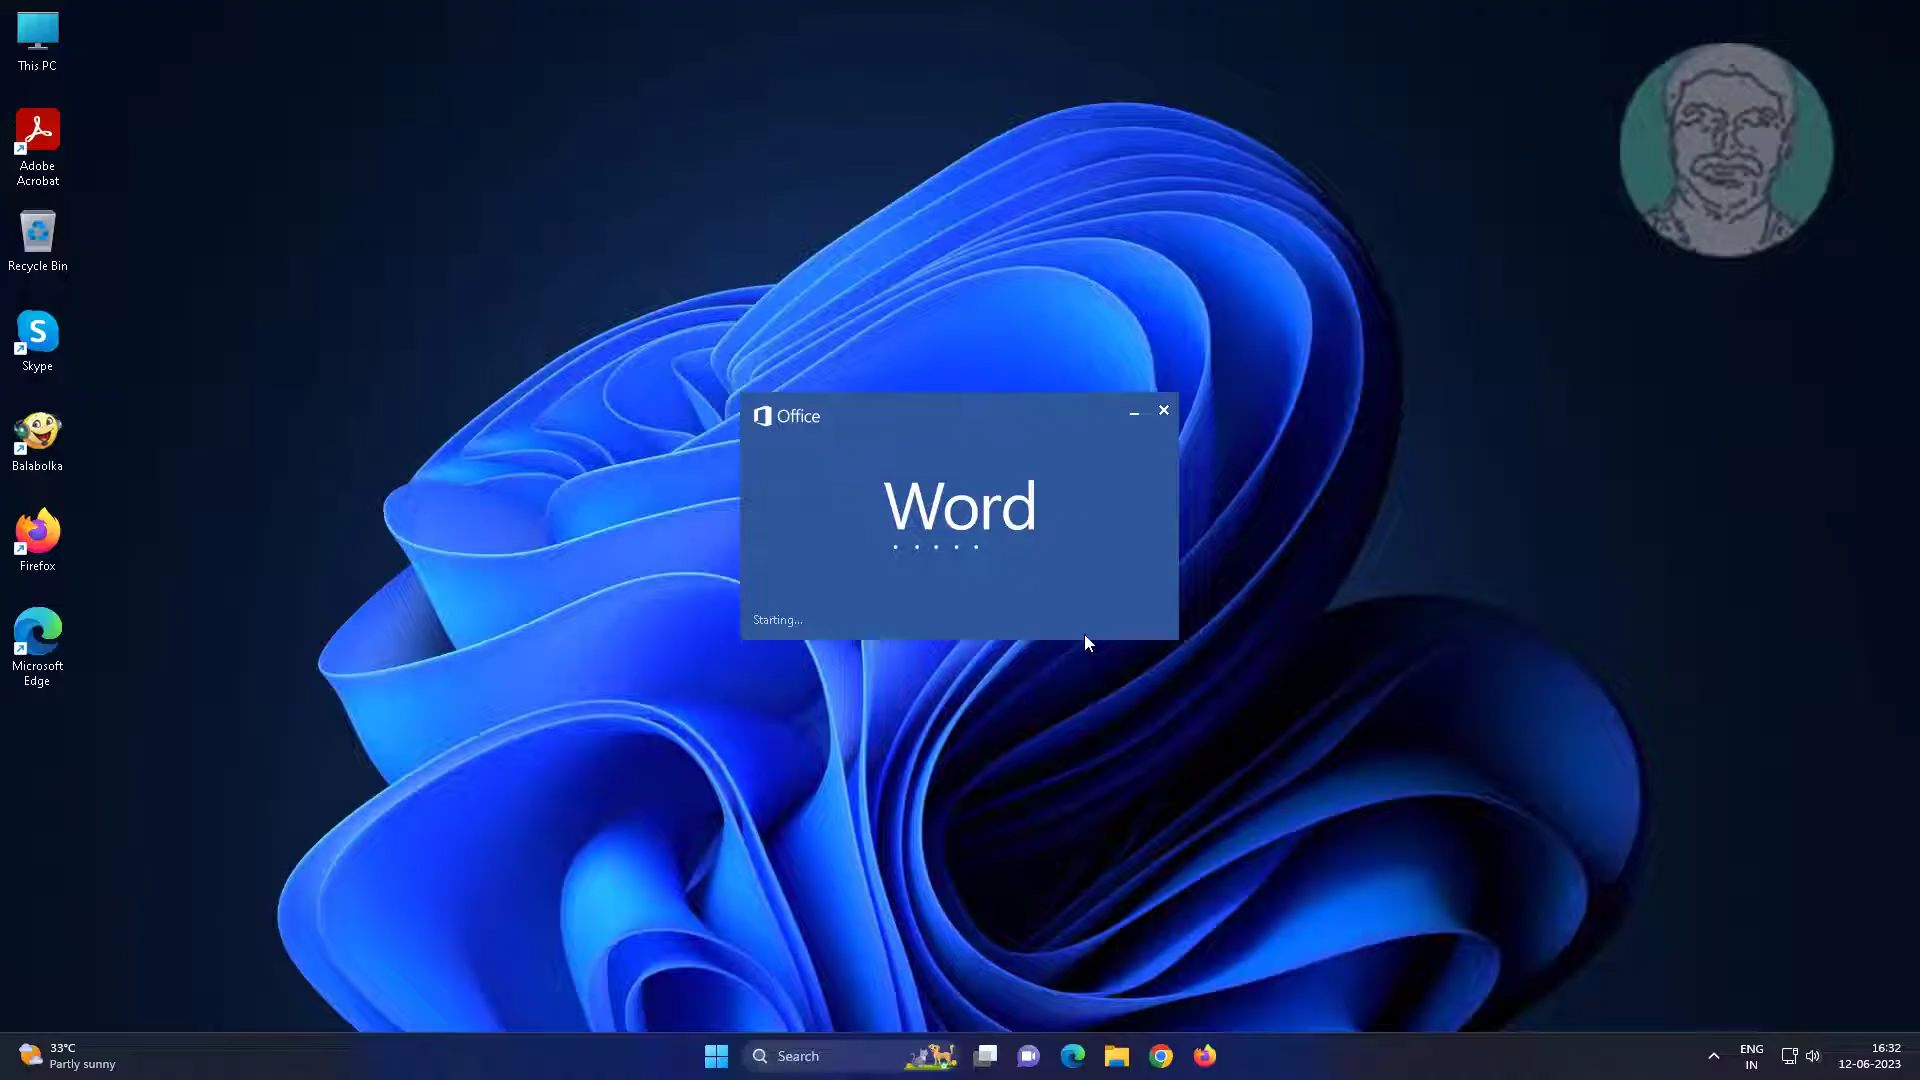 This PC
Adobe
Acrobat
Recycle Bin
S
Skype
Balabolka
Firefox
Microsoft
Edge
Office
Word
Starting...
33°C
Partly sunny
Search
ENG
IN
16:32
12-06-2023